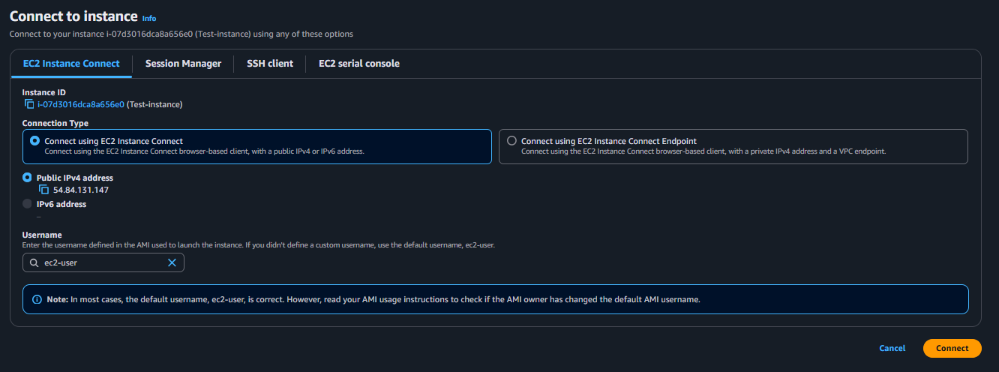 Connect to instance Info
Connect to your instance i-07d3016dca8a656e0 (Test-instance) using any of these options
EC2 Instance Connect Session Manager SSH client EC2 serial console
Instance ID
i-07d3016dca8a656e0 (Test-instance)
Connection Type
Connect using EC2 Instance Connect
Connect using the EC2 Instance Connect browser-based client, with a public IPv4 or IPv6 address.
Connect using EC2 Instance Connect Endpoint
Connect using the EC2 Instance Connect browser-based client, with a private IPv4 address and a VPC endpoint.
Public IPv4 address
54.84.131.147
IPv6 address
–
Username
Enter the username defined in the AMI used to launch the instance. If you didn't define a custom username, use the default username, ec2-user.
ec2-user
Note: In most cases, the default username, ec2-user, is correct. However, read your AMI usage instructions to check if the AMI owner has changed the default AMI username.
Cancel Connect